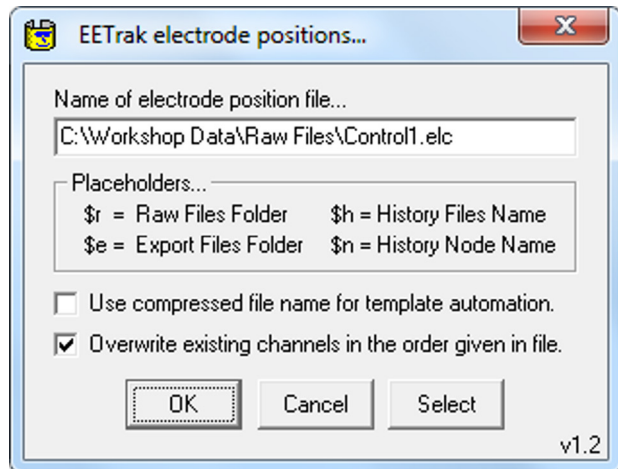 EETrak electrode positions...
Name of electrode position file...
C:\Workshop Data\Raw Files\Control1.elc
Placeholders...
$r = Raw Files Folder $h = History Files Name
$e = Export Files Folder $n = History Node Name
Use compressed file name for template automation.
Overwrite existing channels in the order given in file.
OK Cancel Select
v1.2